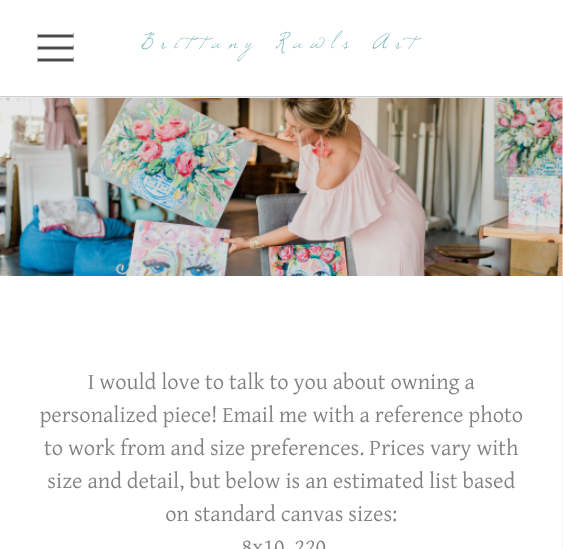 Brittany Rawls Art
I would love to talk to you about owning a
personalized piece! Email me with a reference photo
to work from and size preferences. Prices vary with
size and detail, but below is an estimated list based
on standard canvas sizes:
8x10 220